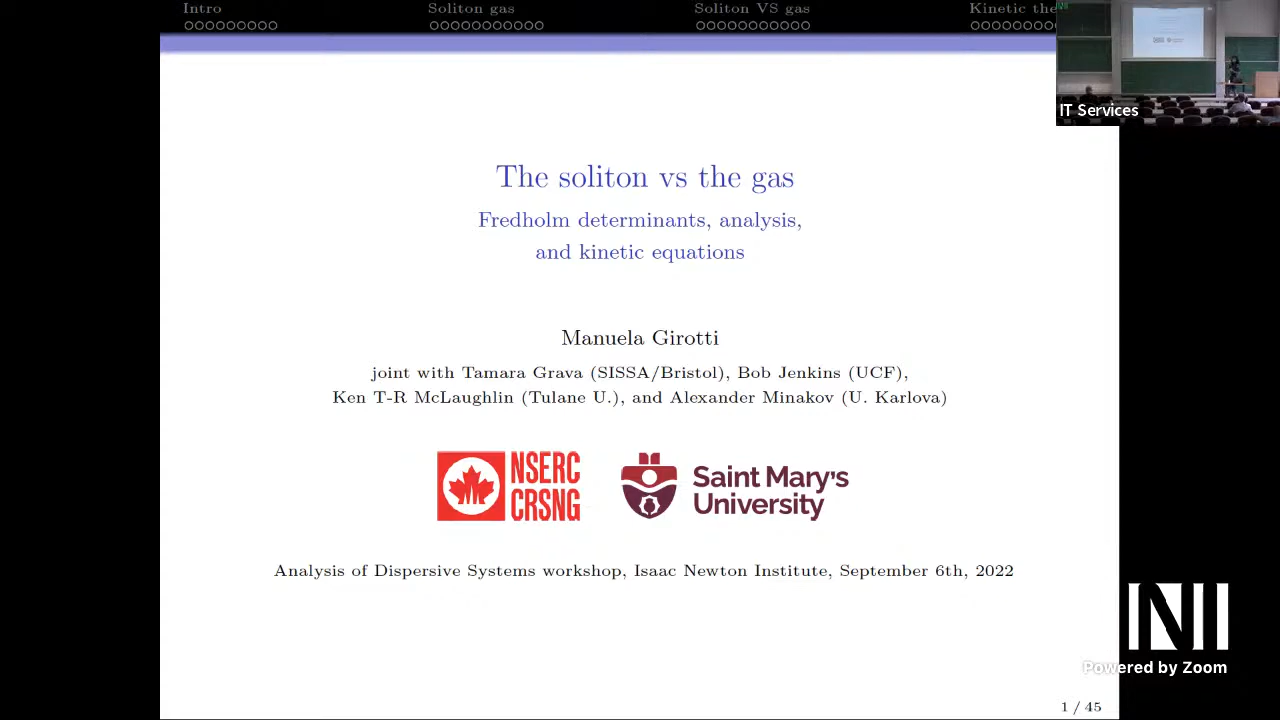 Intro
Soliton gas
Soliton VS gas
Kinetic the
IT Services
The soliton vs the gas
Fredholm determinants, analysis,
and kinetic equations
Manuela Girotti
joint with Tamara Grava (SISSA/Bristol), Bob Jenkins (UCF),
Ken T-R McLaughlin (Tulane U.), and Alexander Minakov (U. Karlova)
NSERC
CRSNG
Saint Mary's
University
Analysis of Dispersive Systems workshop, Isaac Newton Institute, September 6th, 2022
Powered by Zoom
1 / 45